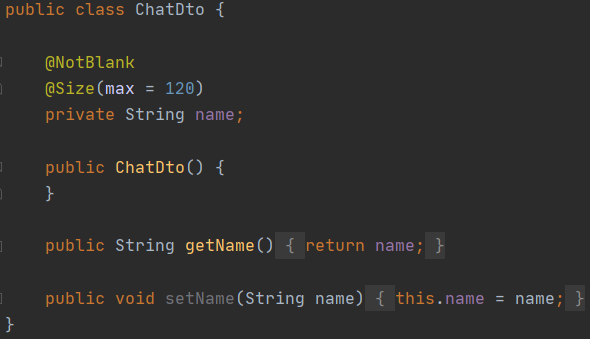 public class ChatDto {
@NotBlank
@Size(max = 120)
private String name;
public ChatDto() {
}
public String getName() { return name; }
public void setName(String name) { this.name = name; }
}